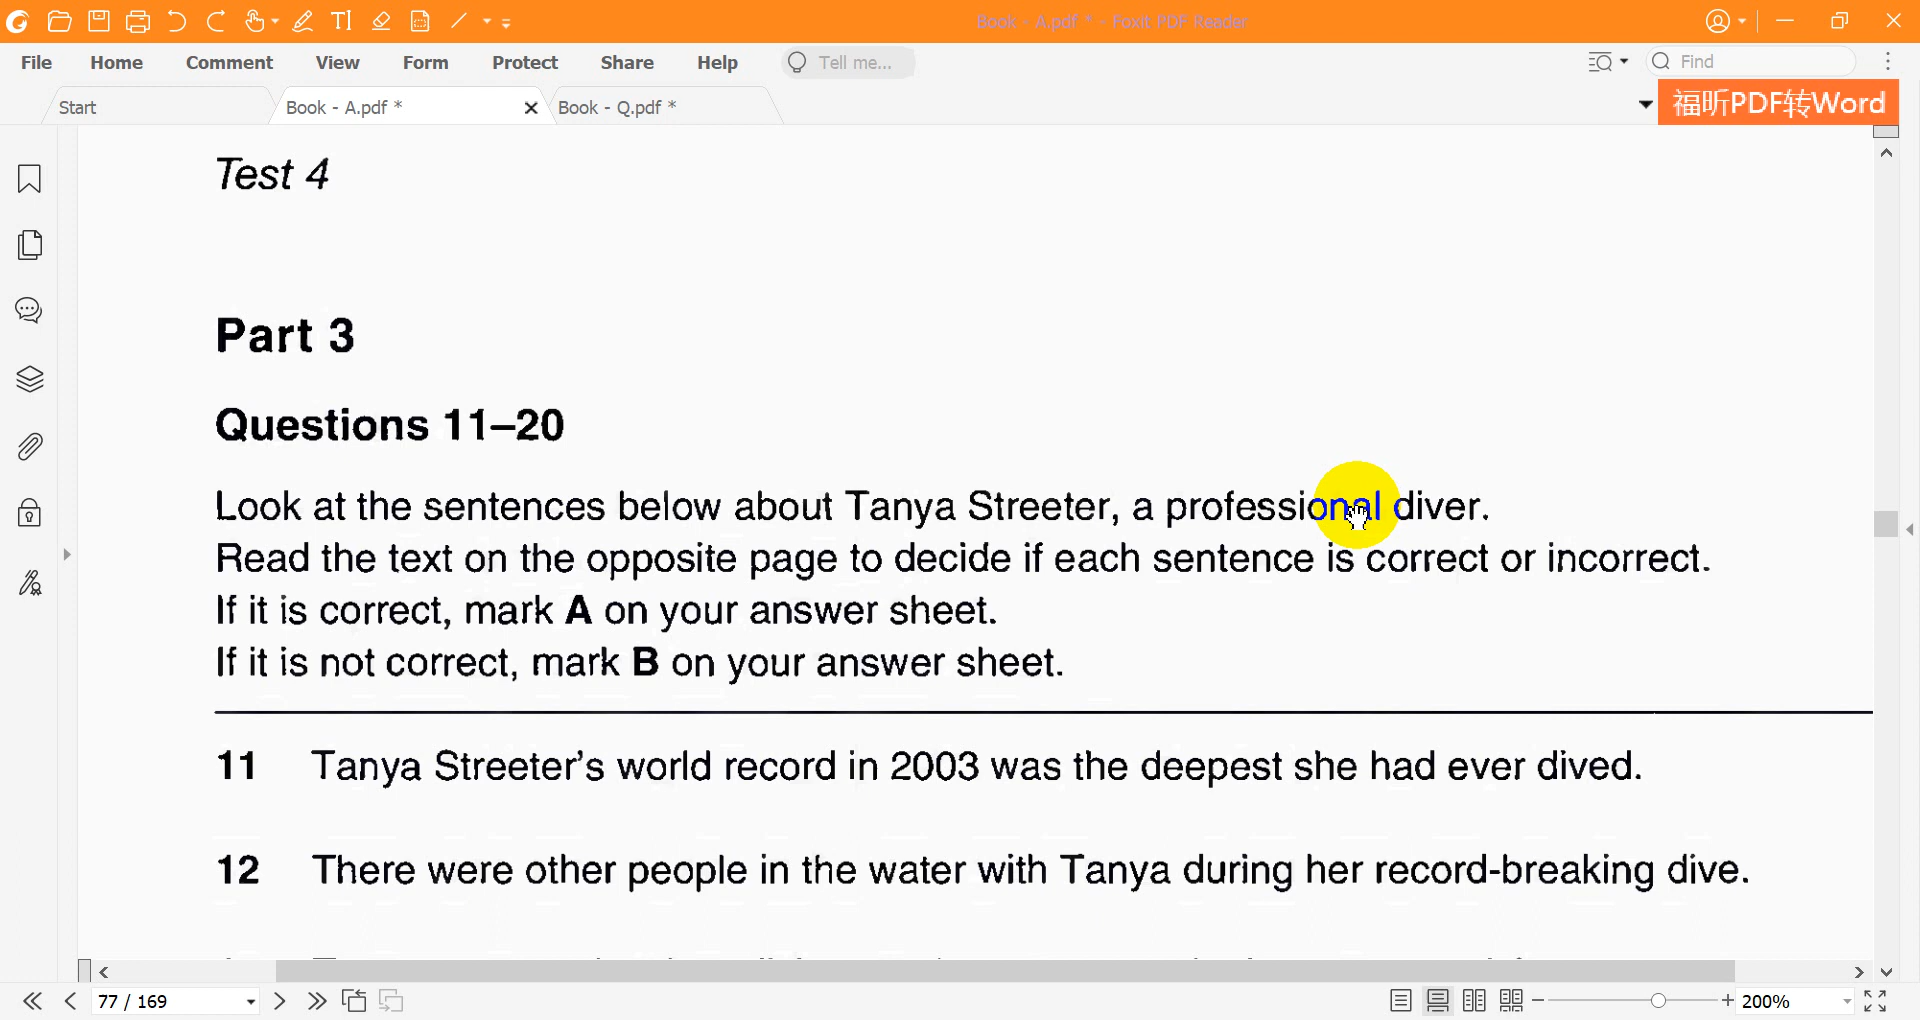 Book - A.pdf * - Foxit PDF Reader
File Home Comment View Form Protect Share Help Tell me... Find
Start Book - A.pdf * Book - Q.pdf * 福昕PDF转Word
Test 4
Part 3
Questions 11–20
Look at the sentences below about Tanya Streeter, a professional diver.
Read the text on the opposite page to decide if each sentence is correct or incorrect.
If it is correct, mark A on your answer sheet.
If it is not correct, mark B on your answer sheet.
11 Tanya Streeter's world record in 2003 was the deepest she had ever dived.
12 There were other people in the water with Tanya during her record-breaking dive.
77 / 169 200%